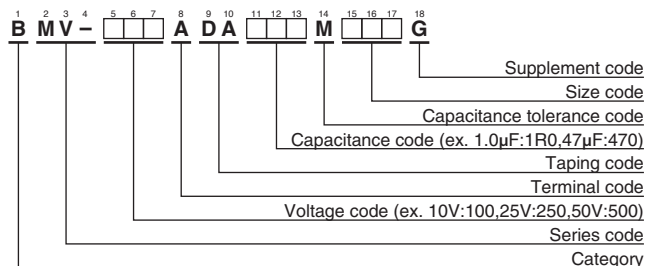 1 2 3 4 5 6 7 8 9 10 11 12 13 14 15 16 17 18
B MV– □□□ A DA □□□ M □□□ G
Supplement code
Size code
Capacitance tolerance code
Capacitance code (ex. 1.0µF:1R0,47µF:470)
Taping code
Terminal code
Voltage code (ex. 10V:100,25V:250,50V:500)
Series code
Category